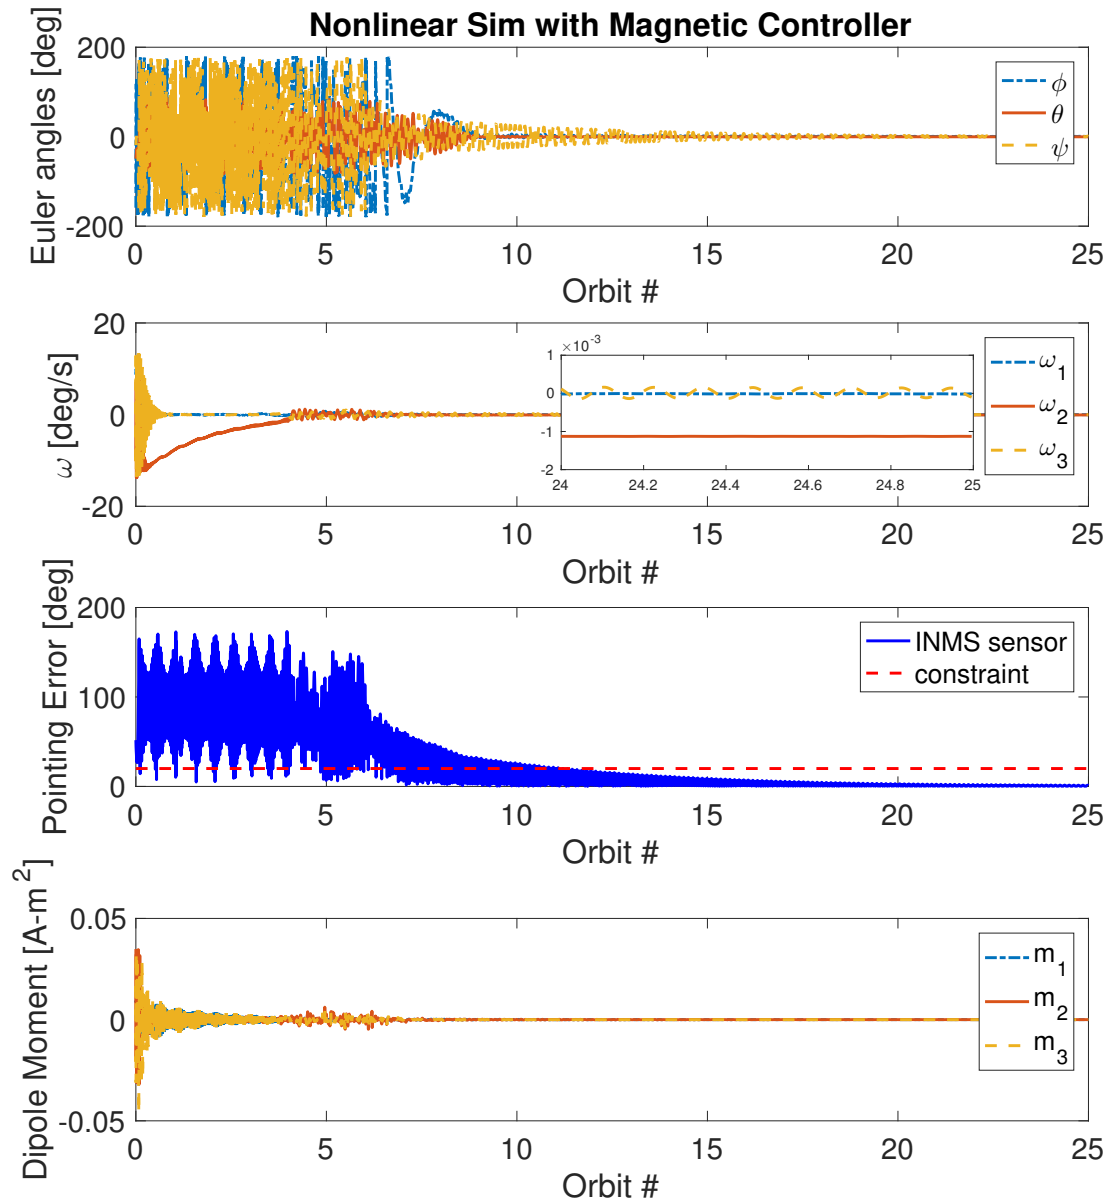 Nonlinear Sim with Magnetic Controller
Euler angles [deg]
200
0
-200
0 5 10 15 20 25
Orbit #
ϕ
θ
ψ
ω [deg/s]
20
0
-20
0 5 10 15 20 25
Orbit #
×10⁻³
1
0
-1
-2
24 24.2 24.4 24.6 24.8 25
ω₁
ω₂
ω₃
Pointing Error [deg]
200
100
0
0 5 10 15 20 25
Orbit #
INMS sensor
constraint
Dipole Moment [A-m²]
0.05
0
-0.05
0 5 10 15 20 25
Orbit #
m₁
m₂
m₃